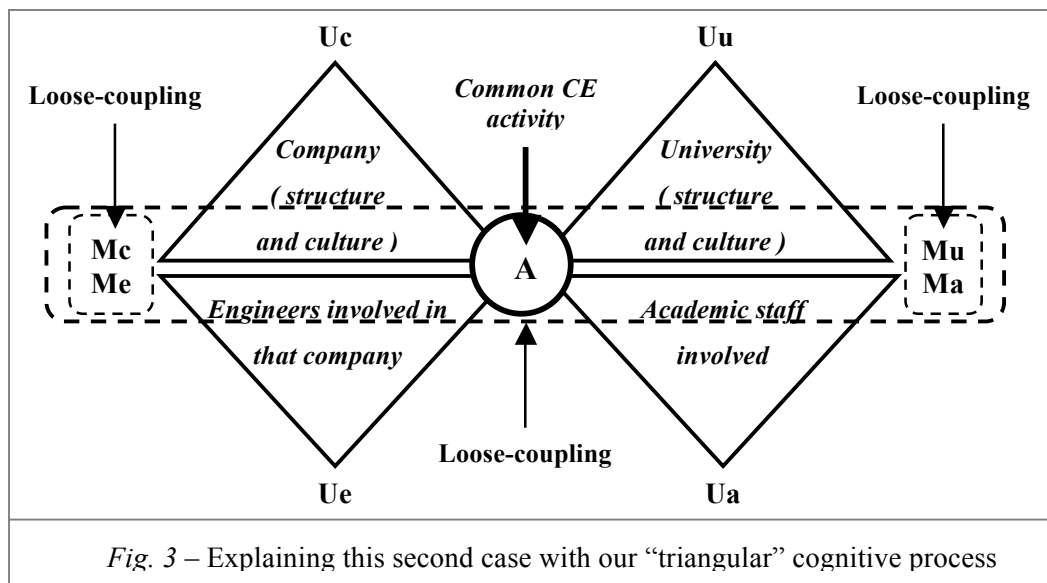 Uc
Uu
Loose-coupling
Common CE
activity
Loose-coupling
Company
( structure
and culture )
University
( structure
and culture )
Mc
Me
A
Mu
Ma
Engineers involved in
that company
Academic staff
involved
Loose-coupling
Ue
Ua
Fig. 3 – Explaining this second case with our “triangular” cognitive process